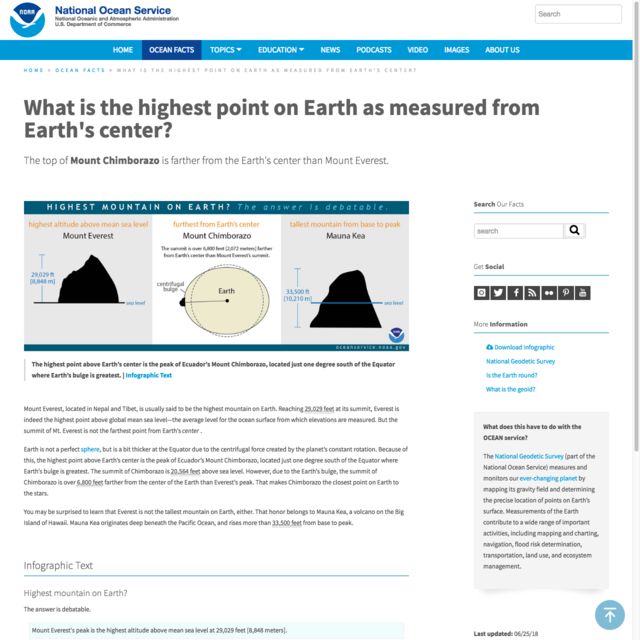 NOAA
National Ocean Service
National Oceanic and Atmospheric Administration
U.S. Department of Commerce
Search
HOME OCEAN FACTS TOPICS EDUCATION NEWS PODCASTS VIDEO IMAGES ABOUT US
HOME > OCEAN FACTS > WHAT IS THE HIGHEST POINT ON EARTH AS MEASURED FROM EARTH'S CENTER?
What is the highest point on Earth as measured from
Earth's center?
The top of Mount Chimborazo is farther from the Earth's center than Mount Everest.
HIGHEST MOUNTAIN ON EARTH? The answer is debatable.
highest altitude above mean sea level
Mount Everest
29,029 ft
[8,848 m]
sea level
furthest from Earth's center
Mount Chimborazo
The summit is over 6,800 feet [2,072 meters] farther
from Earth's center than Mount Everest's summit.
centrifugal
bulge
Earth
tallest mountain from base to peak
Mauna Kea
33,500 ft
[10,210 m]
sea level
oceanservice.noaa.gov
The highest point above Earth's center is the peak of Ecuador's Mount Chimborazo, located just one degree south of the Equator
where Earth's bulge is greatest. | Infographic Text
Mount Everest, located in Nepal and Tibet, is usually said to be the highest mountain on Earth. Reaching 29,029 feet at its summit, Everest is
indeed the highest point above global mean sea level—the average level for the ocean surface from which elevations are measured. But the
summit of Mt. Everest is not the farthest point from Earth's center .
Earth is not a perfect sphere, but is a bit thicker at the Equator due to the centrifugal force created by the planet's constant rotation. Because of
this, the highest point above Earth's center is the peak of Ecuador's Mount Chimborazo, located just one degree south of the Equator where
Earth's bulge is greatest. The summit of Chimborazo is 20,564 feet above sea level. However, due to the Earth's bulge, the summit of
Chimborazo is over 6,800 feet farther from the center of the Earth than Everest's peak. That makes Chimborazo the closest point on Earth to
the stars.
You may be surprised to learn that Everest is not the tallest mountain on Earth, either. That honor belongs to Mauna Kea, a volcano on the Big
Island of Hawaii. Mauna Kea originates deep beneath the Pacific Ocean, and rises more than 33,500 feet from base to peak.
Infographic Text
Highest mountain on Earth?
The answer is debatable.
Mount Everest's peak is the highest altitude above mean sea level at 29,029 feet [8,848 meters].
Search Our Facts
search
Get Social
More Information
Download Infographic
National Geodetic Survey
Is the Earth round?
What is the geoid?
What does this have to do with the
OCEAN service?
The National Geodetic Survey (part of the
National Ocean Service) measures and
monitors our ever-changing planet by
mapping its gravity field and determining
the precise location of points on Earth's
surface. Measurements of the Earth
contribute to a wide range of important
activities, including mapping and charting,
navigation, flood risk determination,
transportation, land use, and ecosystem
management.
Last updated: 06/25/18